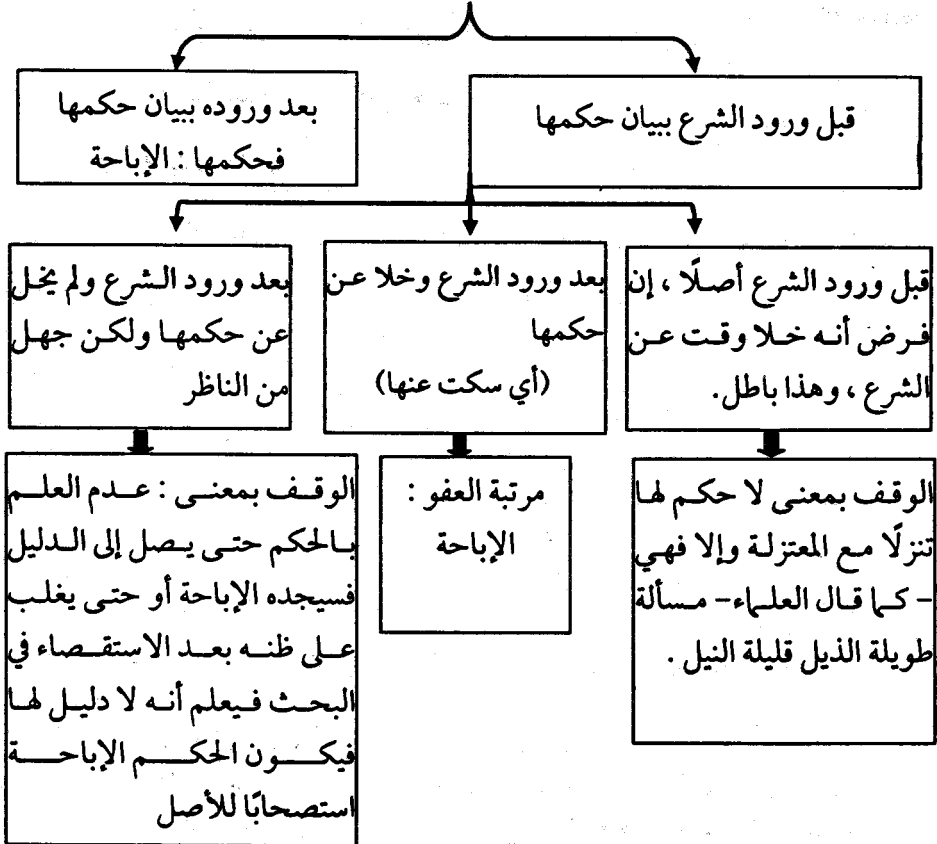 قبل ورود الشرع ببيان حكمها
بعد وروده ببيان حكمها
فحكمها : الإباحة
قبل ورود الشرع أصلًا ، إن
فرض أنه خلا وقت عن
الشرع ، وهذا باطل.
بعد ورود الشرع وخلا عن
حكمها
(أي سكت عنها)
بعد ورود الشرع ولم يخل
عن حكمها ولكن جهل
من الناظر
الوقف بمعنى لا حكم لها
تنزلًا مع المعتزلة وإلا فهي
- كما قال العلماء- مسألة
طويلة الذيل قليلة النيل .
مرتبة العفو :
الإباحة
الوقف بمعنى : عدم العلم
بالحكم حتى يصل إلى الدليل
فسيجده الإباحة أو حتى يغلب
على ظنه بعد الاستقصاء في
البحث فيعلم أنه لا دليل لها
فيكون الحكم الإباحة
استصحابًا للأصل